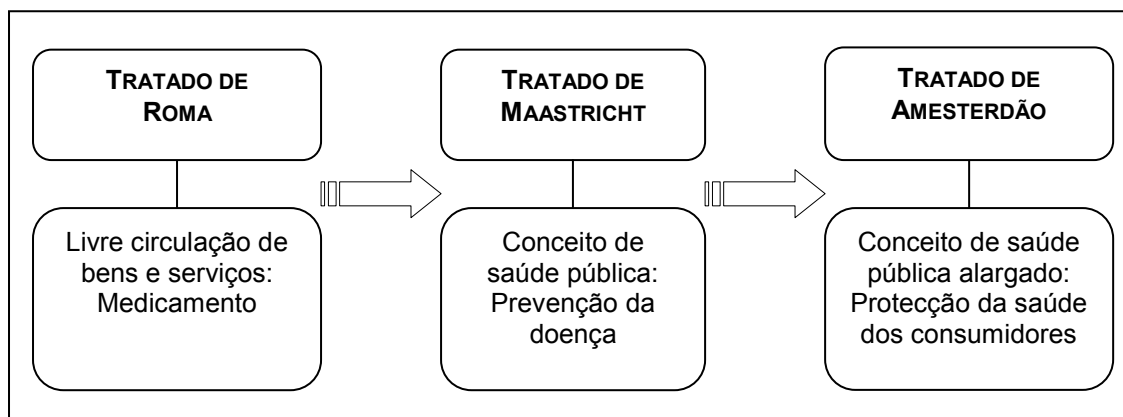 TRATADO DE
ROMA
Livre circulação de
bens e serviços:
Medicamento
TRATADO DE
MAASTRICHT
Conceito de
saúde pública:
Prevenção da
doença
TRATADO DE
AMESTERDÃO
Conceito de saúde
pública alargado:
Protecção da saúde
dos consumidores